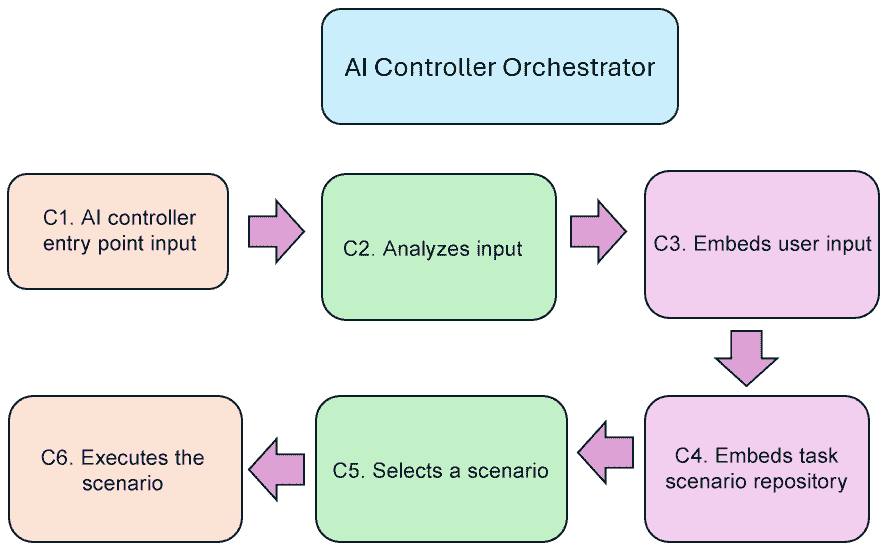 AI Controller Orchestrator
C1. AI controller
entry point input
C2. Analyzes input
C3. Embeds user input
C6. Executes the
scenario
C5. Selects a scenario
C4. Embeds task
scenario repository